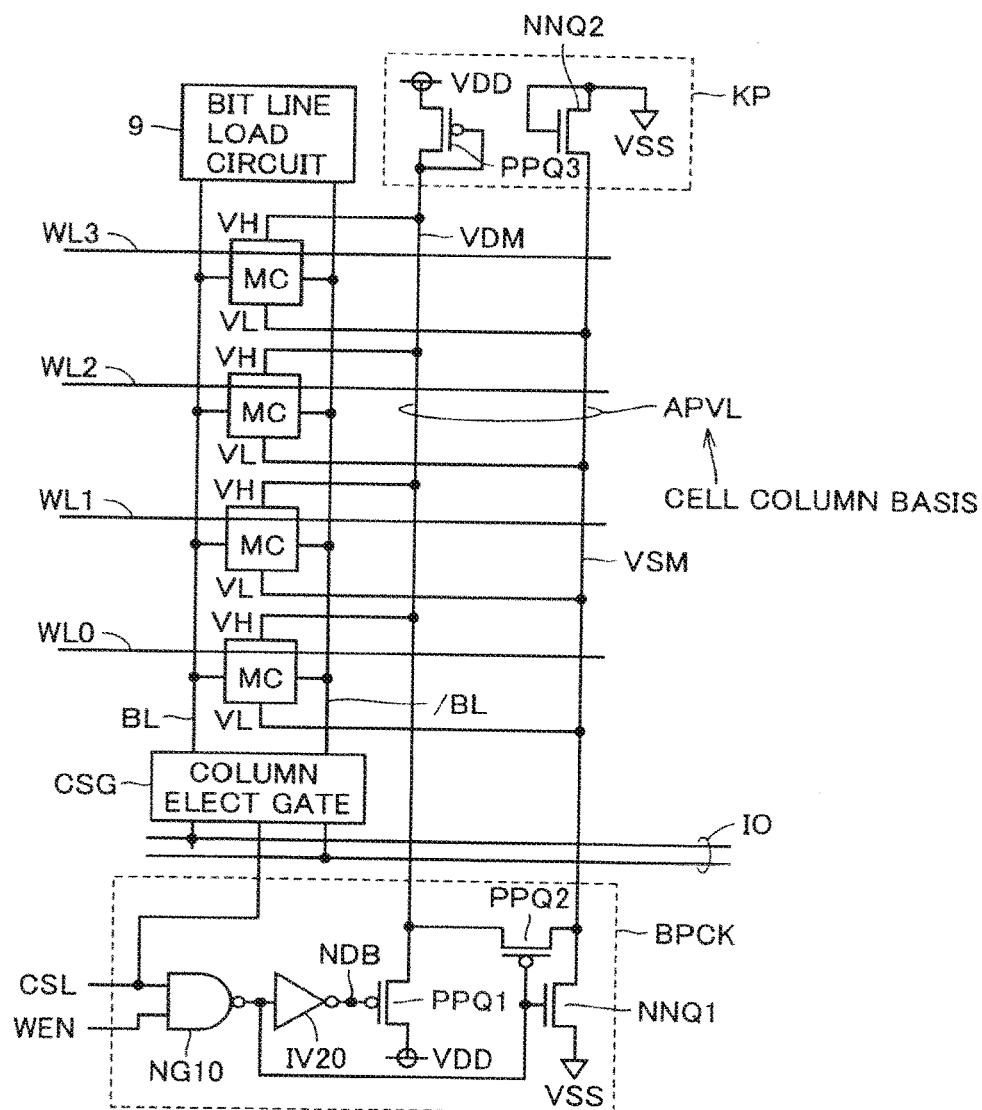 NNQ2
VDD
KP
9
BIT LINE
LOAD
CIRCUIT
VSS
PPQ3
WL3
VH
VDM
MC
VL
WL2
VH
MC
APVL
VL
CELL COLUMN BASIS
WL1
VH
MC
VSM
VL
WL0
VH
MC
BL
VL
/BL
CSG
COLUMN
ELECT GATE
IO
PPQ2
BPCK
NDB
CSL
PPQ1
NNQ1
WEN
NG10
IV20
VDD
VSS